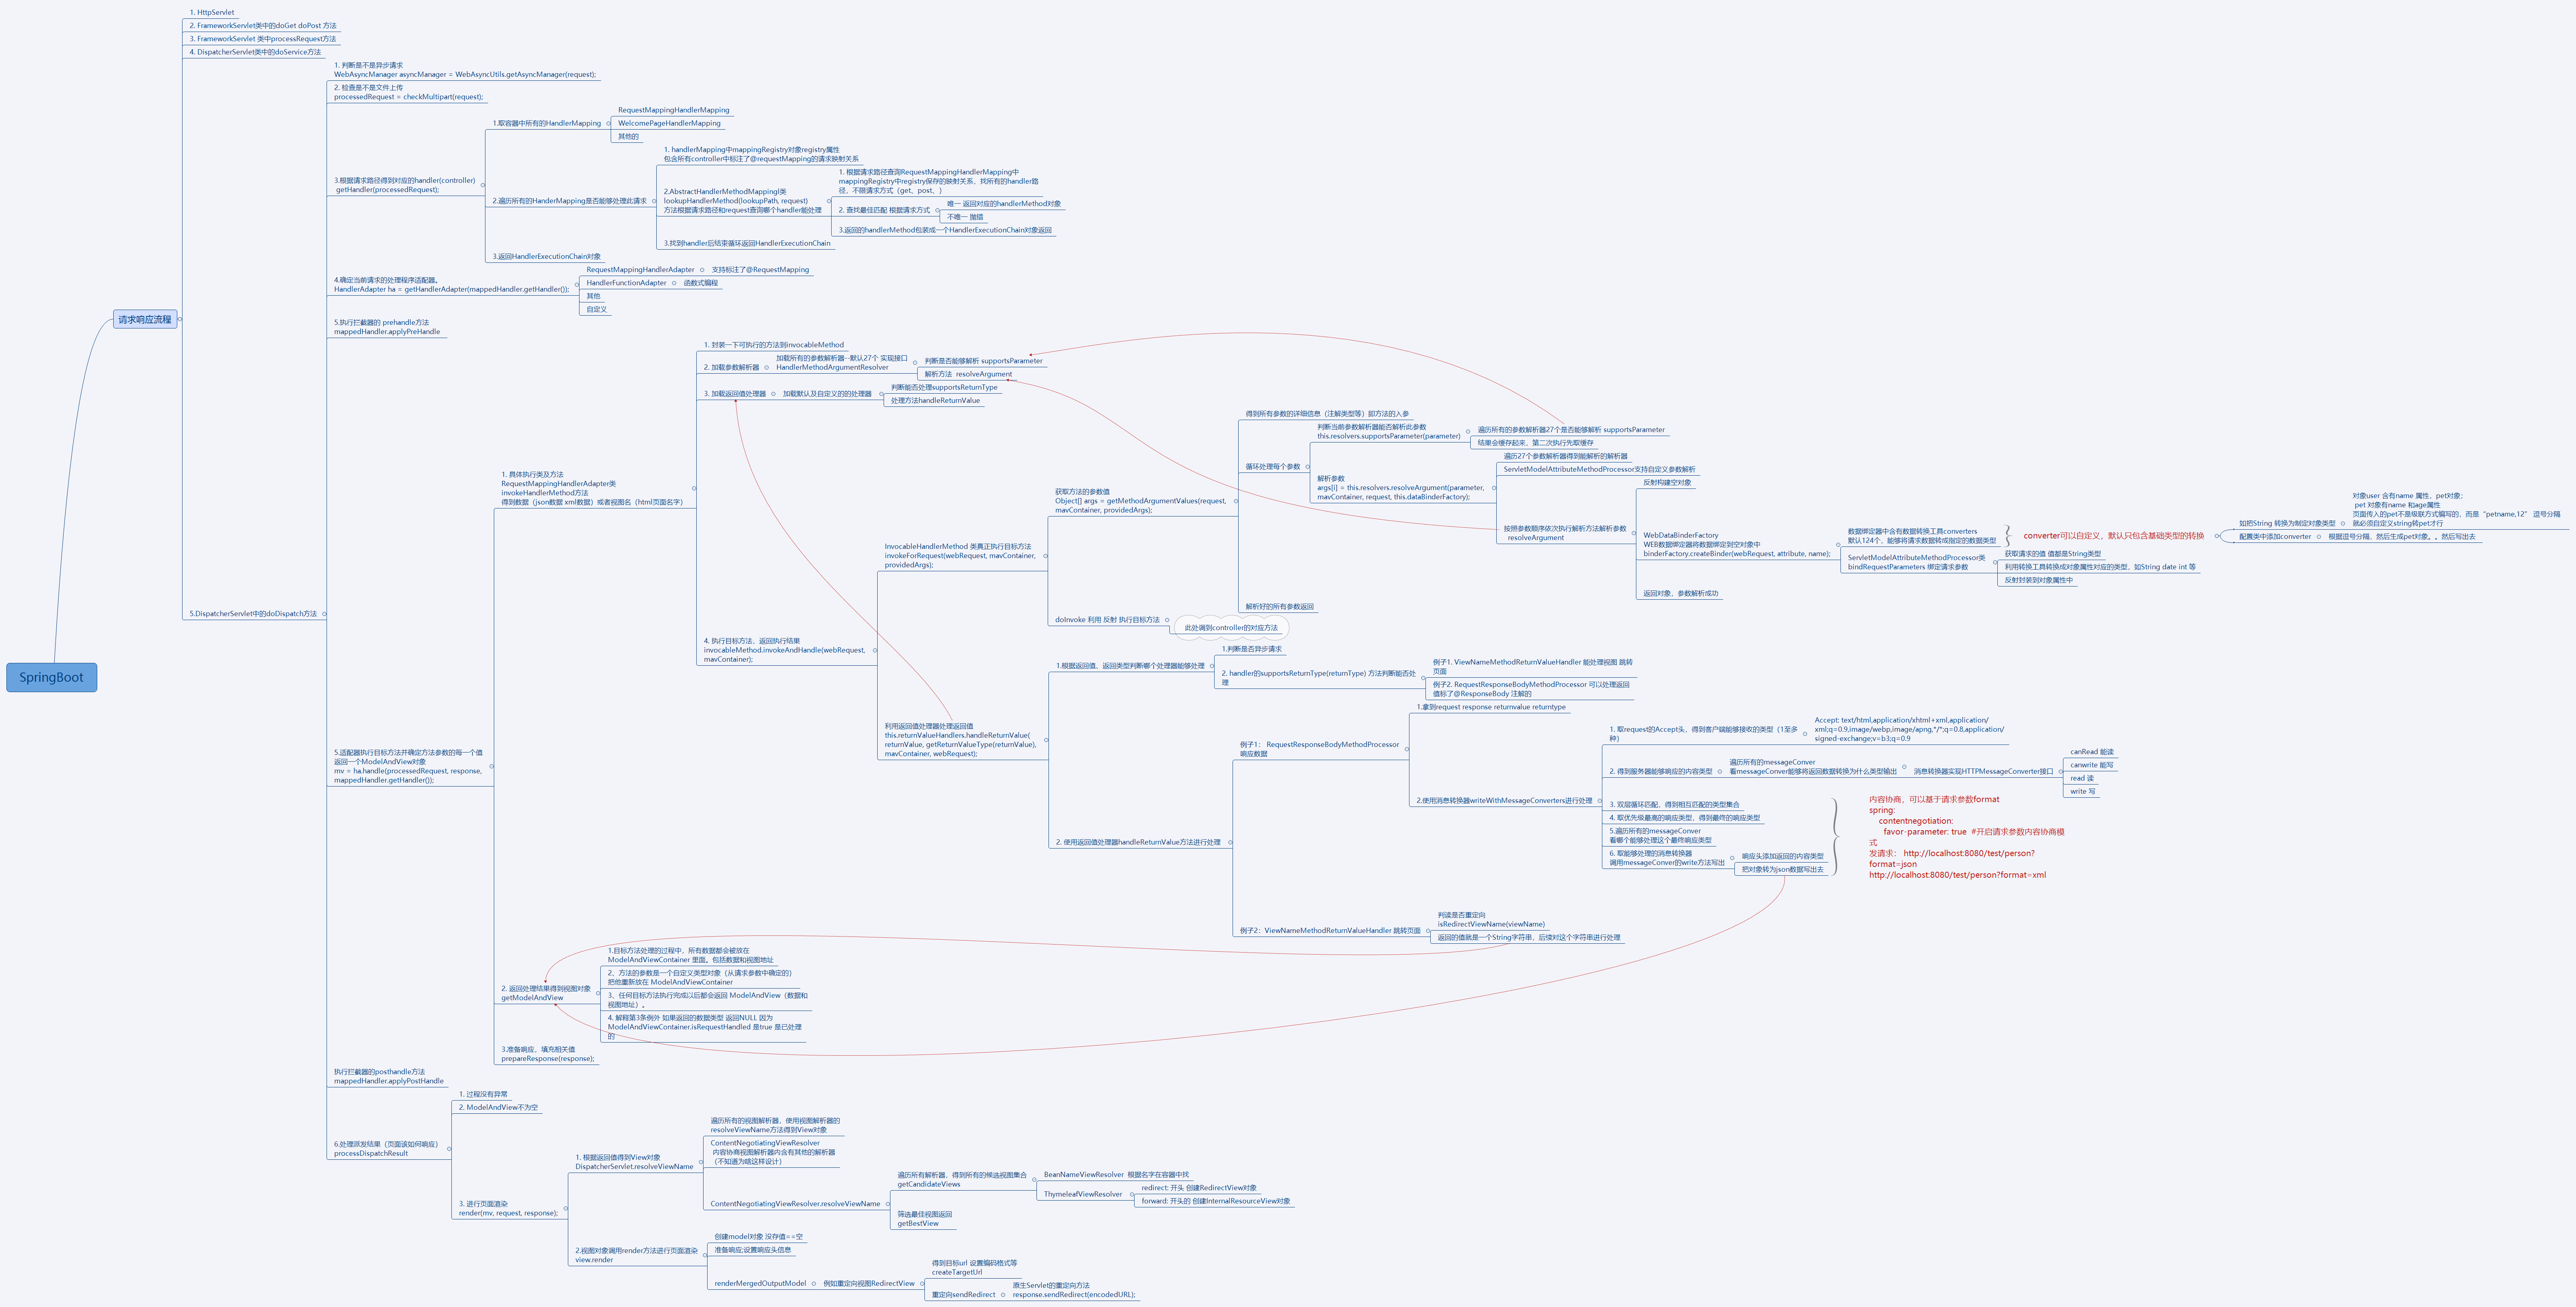 SpringBoot
请求响应流程
1. HttpServlet
2. FrameworkServlet类中的doGet doPost 方法
3. FrameworkServlet 类中processRequest方法
4. DispatcherServlet类中的doService方法
5.DispatcherServlet中的doDispatch方法
1. 判断是不是异步请求
WebAsyncManager asyncManager = WebAsyncUtils.getAsyncManager(request);
2. 检查是不是文件上传
processedRequest = checkMultipart(request);
3.根据请求路径得到对应的handler(controller)
getHandler(processedRequest);
1.取容器中所有的HandlerMapping
RequestMappingHandlerMapping
WelcomePageHandlerMapping
其他的
2.遍历所有的HanderMapping是否能够处理此请求
1. handlerMapping中mappingRegistry对象registry属性
包含所有controller中标注了@requestMapping的请求映射关系
2.AbstractHandlerMethodMappingl类
lookupHandlerMethod(lookupPath, request)
方法根据请求路径和request查询哪个handler能处理
1. 根据请求路径查询RequestMappingHandlerMapping中
mappingRegistry中registry保存的映射关系，找所有的handler路
径，不限请求方式（get、post、）
2. 查找最佳匹配 根据请求方式
唯一 返回对应的handlerMethod对象
不唯一 抛错
3.返回的handlerMethod包装成一个HandlerExecutionChain对象返回
3.找到handler后结束循环返回HandlerExecutionChain
3.返回HandlerExecutionChain对象
4.确定当前请求的处理程序适配器。
HandlerAdapter ha = getHandlerAdapter(mappedHandler.getHandler());
RequestMappingHandlerAdapter
支持标注了@RequestMapping
HandlerFunctionAdapter
函数式编程
其他
自定义
5.执行拦截器的 prehandle方法
mappedHandler.applyPreHandle
5.适配器执行目标方法并确定方法参数的每一个值
返回一个ModelAndView对象
mv = ha.handle(processedRequest, response,
mappedHandler.getHandler());
1. 具体执行类及方法
RequestMappingHandlerAdapter类
invokeHandlerMethod方法
得到数据（json数据 xml数据）或者视图名（html页面名字）
1. 封装一下可执行的方法到invocableMethod
2. 加载参数解析器
加载所有的参数解析器--默认27个 实现接口
HandlerMethodArgumentResolver
判断是否能够解析 supportsParameter
解析方法 resolveArgument
3. 加载返回值处理器
加载默认及自定义的的处理器
判断能否处理supportsReturnType
处理方法handleReturnValue
4. 执行目标方法，返回执行结果
invocableMethod.invokeAndHandle(webRequest,
mavContainer);
InvocableHandlerMethod 类真正执行目标方法
invokeForRequest(webRequest, mavContainer,
providedArgs);
获取方法的参数值
Object[] args = getMethodArgumentValues(request,
mavContainer, providedArgs);
得到所有参数的详细信息（注解类型等）即方法的入参
循环处理每个参数
判断当前参数解析器能否解析此参数
this.resolvers.supportsParameter(parameter)
遍历所有的参数解析器27个是否能够解析 supportsParameter
结果会缓存起来，第二次执行先取缓存
解析参数
args[i] = this.resolvers.resolveArgument(parameter,
mavContainer, request, this.dataBinderFactory);
遍历27个参数解析器得到能解析的解析器
ServletModelAttributeMethodProcessor支持自定义参数解析
按照参数顺序依次执行解析方法解析参数
resolveArgument
反射构建空对象
WebDataBinderFactory
WEB数据绑定器将数据绑定到空对象中
binderFactory.createBinder(webRequest, attribute, name);
数据绑定器中含有数据转换工具converters
默认124个，能够将请求数据转成指定的数据类型
converter可以自定义，默认只包含基础类型的转换
如把String 转换为制定对象类型
对象user 含有name 属性，pet对象；
pet 对象有name 和age属性
页面传入的pet不是级联方式编写的，而是“petname,12” 逗号分隔
就必须自定义string转pet才行
配置类中添加converter
根据逗号分隔，然后生成pet对象。。然后写出去
ServletModelAttributeMethodProcessor类
bindRequestParameters 绑定请求参数
获取请求的值 值都是String类型
利用转换工具转换成对象属性对应的类型，如String date int 等
反射封装到对象属性中
返回对象，参数解析成功
解析好的所有参数返回
doInvoke 利用 反射 执行目标方法
此处调到controller的对应方法
利用返回值处理器处理返回值
this.returnValueHandlers.handleReturnValue(
returnValue, getReturnValueType(returnValue),
mavContainer, webRequest);
1.根据返回值，返回类型判断哪个处理器能够处理
1.判断是否异步请求
2. handler的supportsReturnType(returnType) 方法判断能否处
理
例子1. ViewNameMethodReturnValueHandler 能处理视图 跳转
页面
例子2. RequestResponseBodyMethodProcessor 可以处理返回
值标了@ResponseBody 注解的
2. 使用返回值处理器handleReturnValue方法进行处理
例子1： RequestResponseBodyMethodProcessor
响应数据
1.拿到request response returnvalue returntype
2.使用消息转换器writeWithMessageConverters进行处理
1. 取request的Accept头，得到客户端能够接收的类型（1至多
种）
Accept: text/html,application/xhtml+xml,application/
xml;q=0.9,image/webp,image/apng,*/*;q=0.8,application/
signed-exchange;v=b3;q=0.9
2. 得到服务器能够响应的内容类型
遍历所有的messageConver
看messageConver能够将返回数据转换为什么类型输出
消息转换器实现HTTPMessageConverter接口
canRead 能读
canwrite 能写
read 读
write 写
3. 双层循环匹配，得到相互匹配的类型集合
4. 取优先级最高的响应类型，得到最终的响应类型
5.遍历所有的messageConver
看哪个能够处理这个最终响应类型
6. 取能够处理的消息转换器
调用messageConver的write方法写出
响应头添加返回的内容类型
把对象转为json数据写出去
内容协商，可以基于请求参数format
spring:
contentnegotiation:
favor-parameter: true #开启请求参数内容协商模
式
发请求： http://localhost:8080/test/person?
format=json
http://localhost:8080/test/person?format=xml
例子2：ViewNameMethodReturnValueHandler 跳转页面
判读是否重定向
isRedirectViewName(viewName)
返回的值就是一个String字符串，后续对这个字符串进行处理
2. 返回处理结果得到视图对象
getModelAndView
1.目标方法处理的过程中，所有数据都会被放在
ModelAndViewContainer 里面。包括数据和视图地址
2、方法的参数是一个自定义类型对象（从请求参数中确定的）
把他重新放在 ModelAndViewContainer
3、任何目标方法执行完成以后都会返回 ModelAndView（数据和
视图地址）。
4. 解释第3条例外 如果返回的数据类型 返回NULL 因为
ModelAndViewContainer.isRequestHandled 是true 是已处理
的
3.准备响应，填充相关值
prepareResponse(response);
执行拦截器的posthandle方法
mappedHandler.applyPostHandle
6.处理派发结果（页面该如何响应）
processDispatchResult
1. 过程没有异常
2. ModelAndView不为空
3. 进行页面渲染
render(mv, request, response);
1. 根据返回值得到View对象
DispatcherServlet.resolveViewName
遍历所有的视图解析器，使用视图解析器的
resolveViewName方法得到View对象
ContentNegotiatingViewResolver
内容协商视图解析器内含有其他的解析器
（不知道为啥这样设计）
ContentNegotiatingViewResolver.resolveViewName
遍历所有解析器，得到所有的候选视图集合
getCandidateViews
BeanNameViewResolver 根据名字在容器中找
ThymeleafViewResolver
redirect: 开头 创建RedirectView对象
forward: 开头的 创建InternalResourceView对象
筛选最佳视图返回
getBestView
2.视图对象调用render方法进行页面渲染
view.render
创建model对象 没存值==空
准备响应;设置响应头信息
renderMergedOutputModel
例如重定向视图RedirectView
得到目标url 设置编码格式等
createTargetUrl
重定向sendRedirect
原生Servlet的重定向方法
response.sendRedirect(encodedURL);